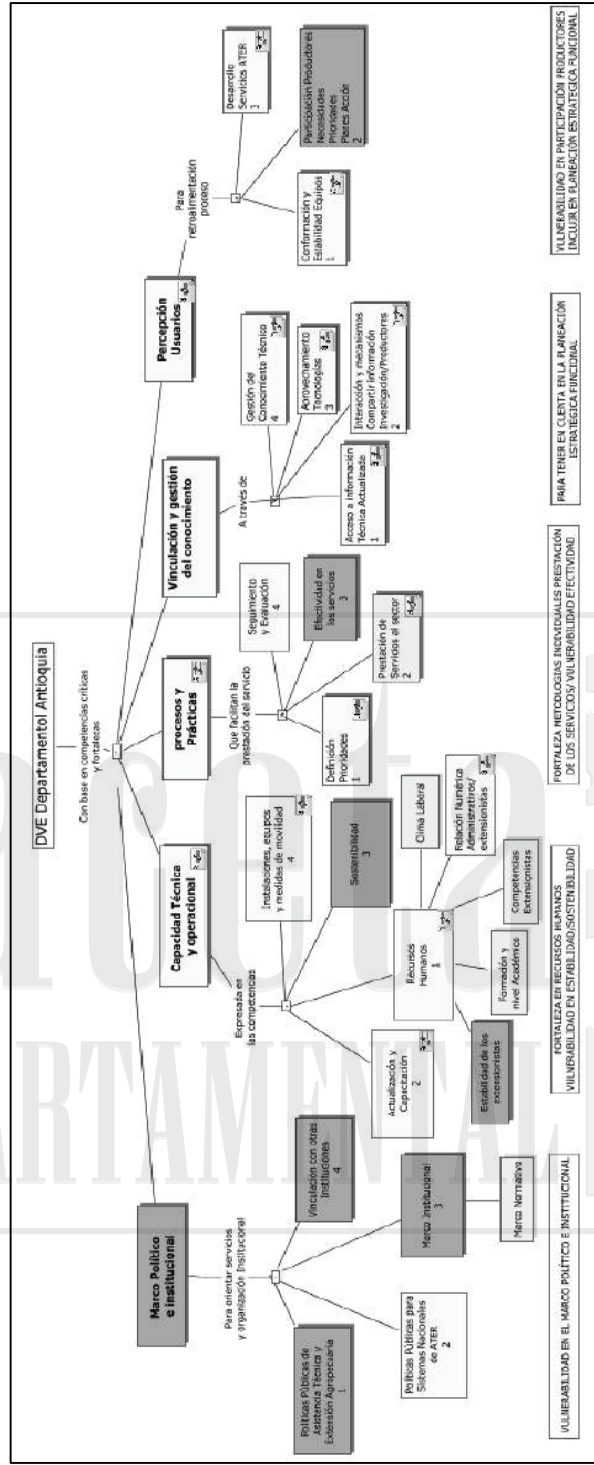 DVE Departamentol Antioquia
Con base en competencias críticas
y fortalezas
Marco Político
e institucional
Para orientar servicios
y organización Institucional
Políticas Públicas de
Asistencia Técnica y
Extensión Agropecuaria
1
Políticas Públicas para
Sistemas Nacionales
de ATER
2
Marco Institucional
3
Marco Normativo
Vinculación con otras
Instituciones
4
Capacidad Técnica
y operacional
Expresada en
las competencias
Actualización y
Capacitación
2
Recursos
Humanos
1
Estabilidad de los
extensionistas
Formación y
nivel Académico
Competencias
Extensionistas
Relación Numérica
Administrativos/
extensionistas
Clima Laboral
Sostenibilidad
3
Instalaciones, equipos
y medidas de movilidad
4
procesos y
Prácticas
Que facilitan la
prestación del servicio
Definición
Prioridades
1
Prestación de
Servicios al sector
2
Efectividad en
los servicios
3
Seguimiento
y Evaluación
4
Vinculación y gestión
del conocimiento
A través de
Acceso a información
Técnica Actualizada
1
Interacción y mecanismos
Compartir información
Investigación/Productores
2
Aprovechamiento
Tecnologías
3
Gestión del
Conocimiento Técnico
4
Percepción
Usuarios
Para
retroalimentación
proceso
Conformación y
Estabilidad Equipos
1
Participación Productores
Necesidades
Prioridades
Planes Acción
2
Desarrollo
Servicios ATER
VULNERABILIDAD EN EL MARCO POLÍTICO E INSTITUCIONAL
FORTALEZA EN RECURSOS HUMANOS
VULNERABILIDAD EN ESTABILIDAD/SOSTENIBILIDAD
FORTALEZA METODOLOGIAS INDIVIDUALES PRESTACIÓN
DE LOS SERVICIOS/ VULNERABILIDAD EFECTIVIDAD
PARA TENER EN CUENTA EN LA PLANEACIÓN
ESTRATÉGICA FUNCIONAL
VULNERABILIDAD EN PARTICIPACIÓN PRODUCTORES
INCLUIR EN PLANEACIÓN ESTRATEGICA FUNCIONAL